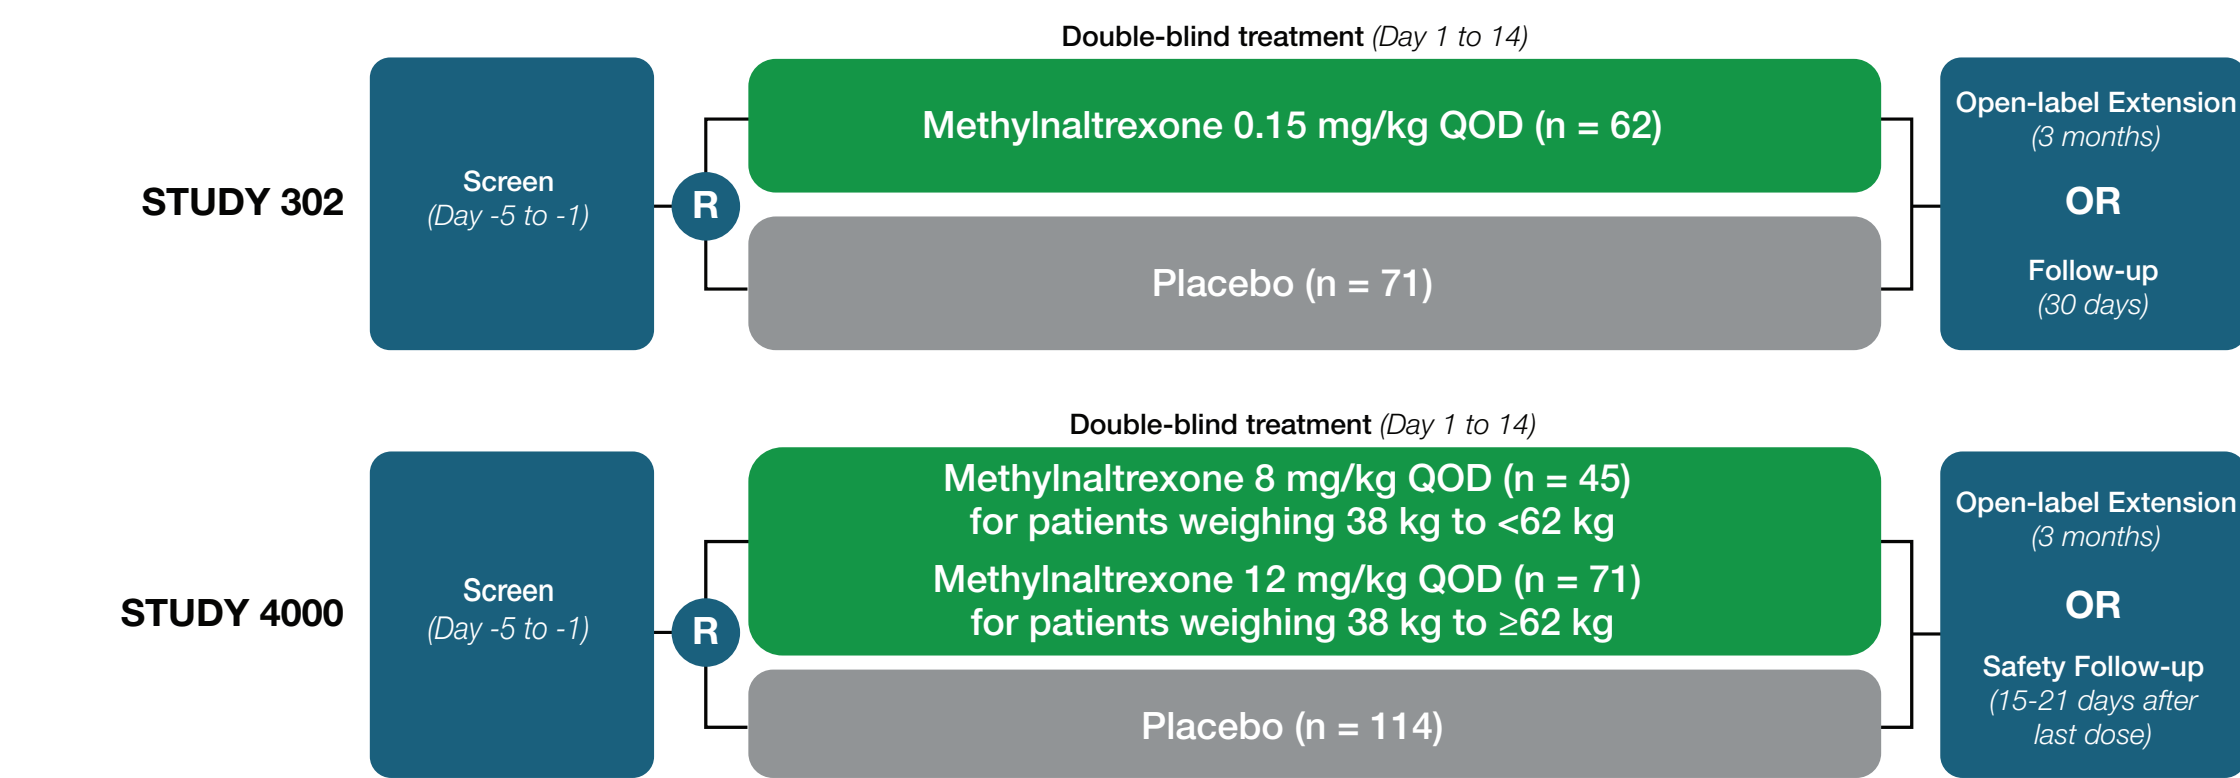 Double-blind treatment (Day 1 to 14)
STUDY 302
Screen
(Day -5 to -1)
R
Methylnaltrexone 0.15 mg/kg QOD (n = 62)
Placebo (n = 71)
Open-label Extension
(3 months)
OR
Follow-up
(30 days)
Double-blind treatment (Day 1 to 14)
STUDY 4000
Screen
(Day -5 to -1)
R
Methylnaltrexone 8 mg/kg QOD (n = 45)
for patients weighing 38 kg to <62 kg
Methylnaltrexone 12 mg/kg QOD (n = 71)
for patients weighing 38 kg to ≥62 kg
Placebo (n = 114)
Open-label Extension
(3 months)
OR
Safety Follow-up
(15-21 days after
last dose)